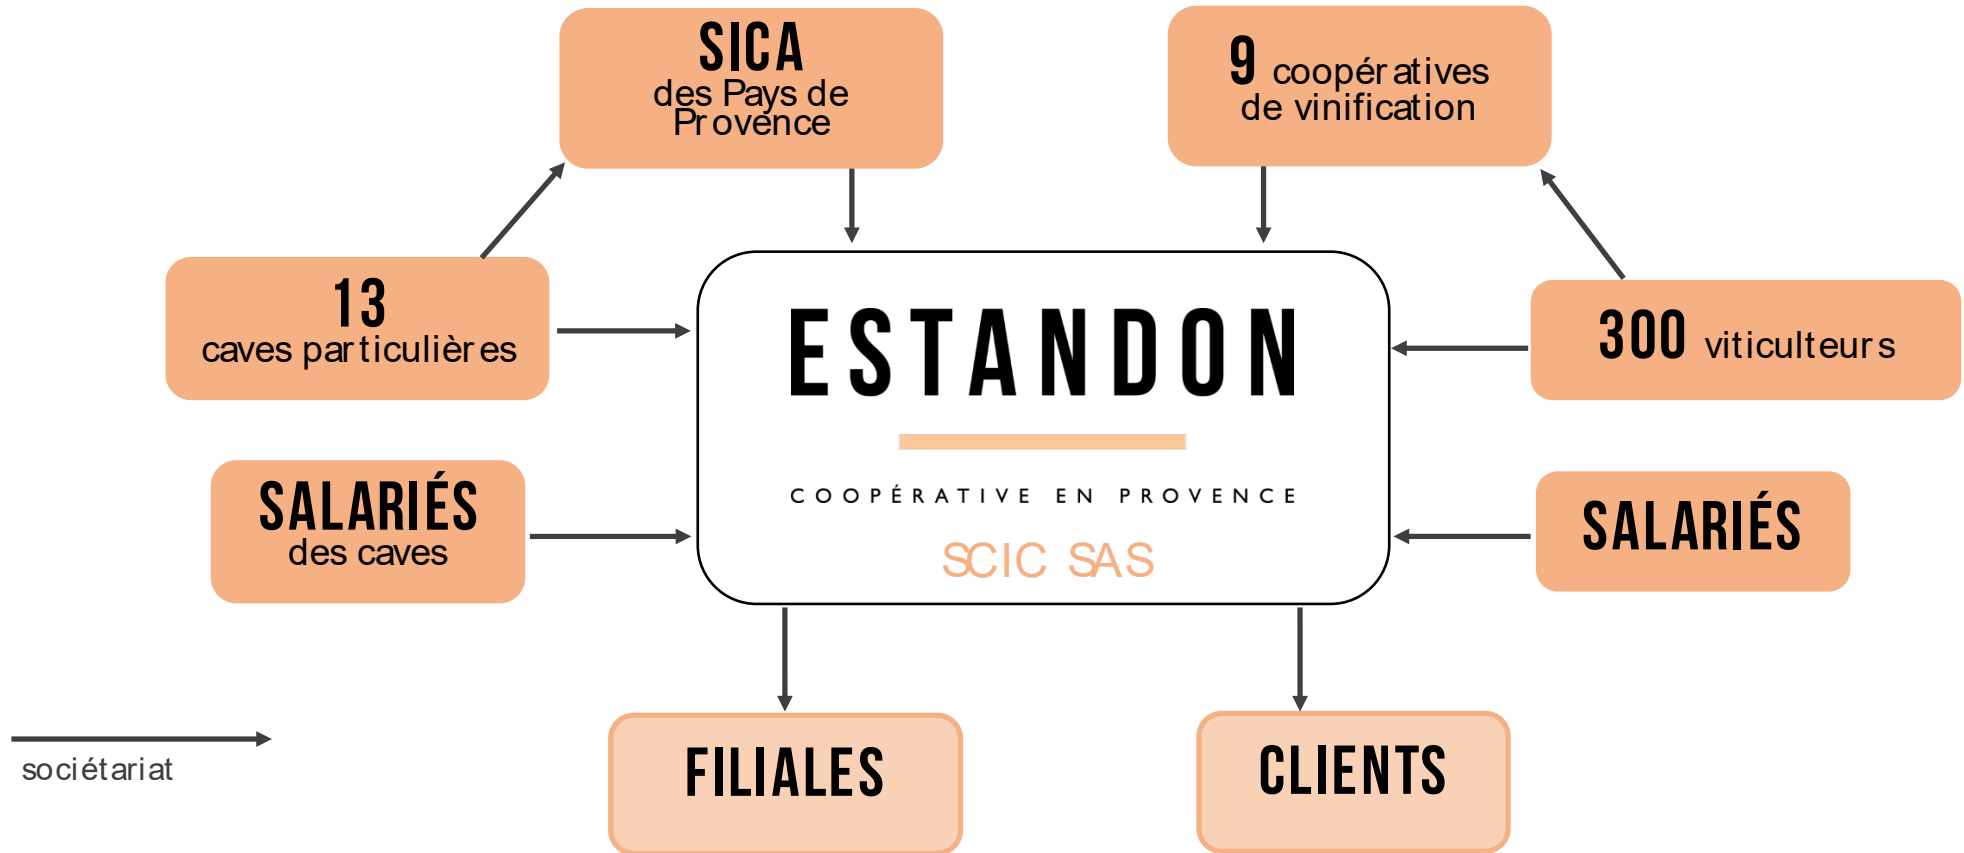 SICA
des Pays de
Provence
9 coopératives
de vinification
13
caves particulières
300 viticulteurs
ESTANDON
COOPÉRATIVE EN PROVENCE
SCIC SAS
SALARIÉS
des caves
SALARIÉS
FILIALES
CLIENTS
sociétariat